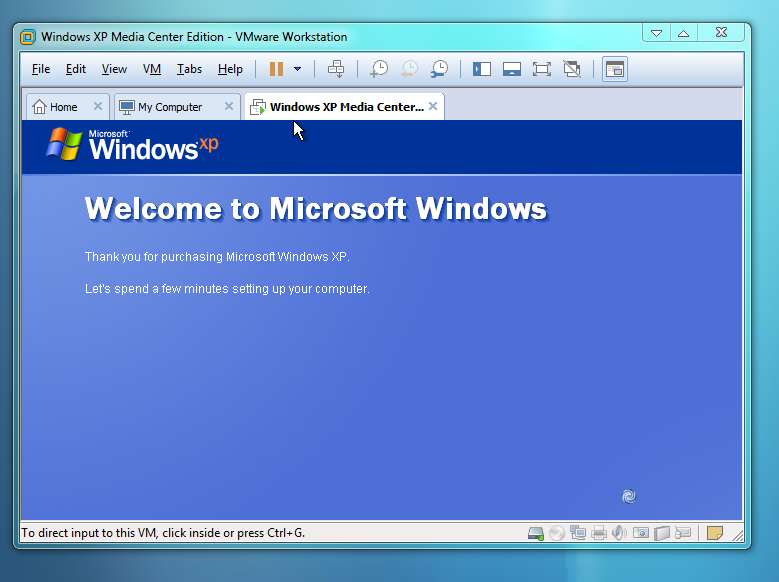 Windows XP Media Center Edition - VMware Workstation
File Edit View VM Tabs Help
Home My Computer Windows XP Media Center...
Microsoft®
Windows xp
Welcome to Microsoft Windows
Thank you for purchasing Microsoft Windows XP.
Let's spend a few minutes setting up your computer.
To direct input to this VM, click inside or press Ctrl+G.